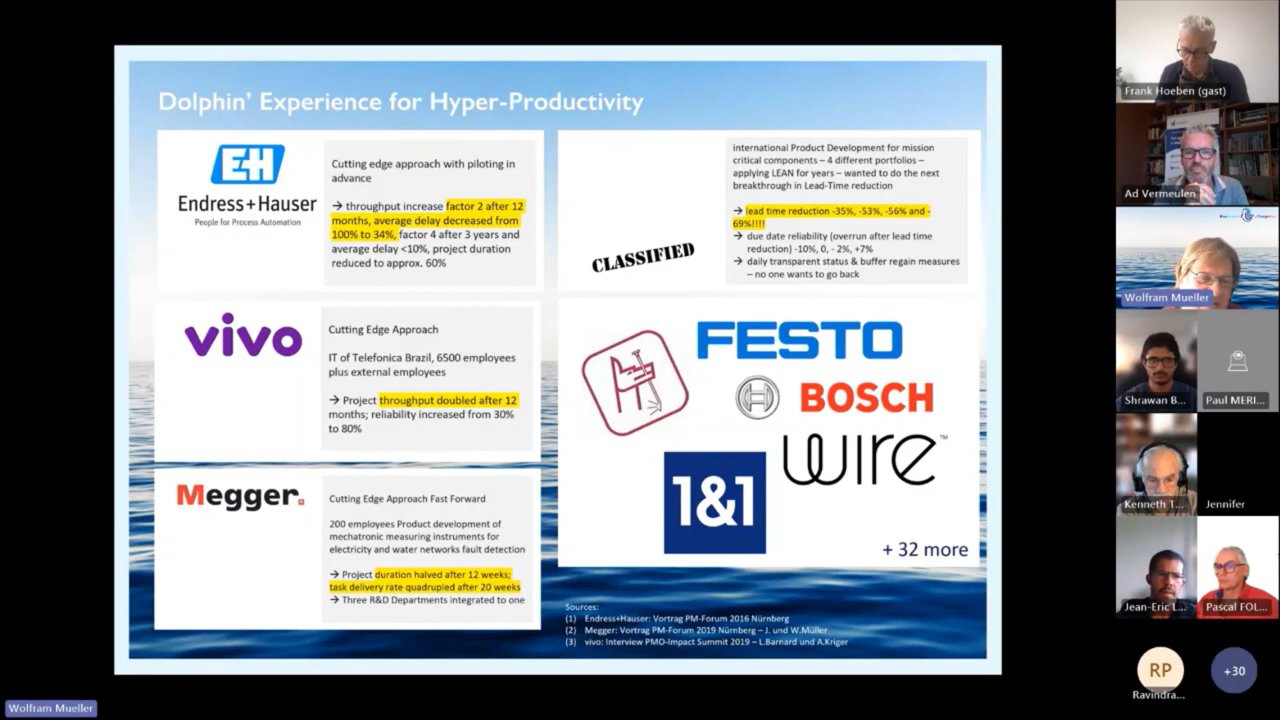 Dolphin' Experience for Hyper-Productivity
EH
Endress+Hauser
People for Process Automation
Cutting edge approach with piloting in
advance
→ throughput increase factor 2 after 12
months, average delay decreased from
100% to 34%, factor 4 after 3 years and
average delay <10%, project duration
reduced to approx. 60%
vivo
Cutting Edge Approach
IT of Telefonica Brazil, 6500 employees
plus external employees
→ Project throughput doubled after 12
months; reliability increased from 30%
to 80%
Megger.
Cutting Edge Approach Fast Forward
200 employees Product development of
mechatronic measuring instruments for
electricity and water networks fault detection
→ Project duration halved after 12 weeks;
task delivery rate quadrupled after 20 weeks
→ Three R&D Departments integrated to one
CLASSIFIED
international Product Development for mission
critical components – 4 different portfolios –
applying LEAN for years – wanted to do the next
breakthrough in Lead-Time reduction
→ lead time reduction -35%, -53%, -56% and -
69%!!!!
→ due date reliability (overrun after lead time
reduction) -10%, 0, - 2%, +7%
→ daily transparent status & buffer regain measures
– no one wants to go back
FESTO
BOSCH
wire™
1&1
+ 32 more
Sources:
(1) Endress+Hauser: Vortrag PM-Forum 2016 Nürnberg
(2) Megger: Vortrag PM-Forum 2019 Nürnberg – J. und W.Müller
(3) vivo: Interview PMO-Impact Summit 2019 – L.Barnard und A.Kriger
Wolfram Mueller
Frank Hoeben (gast)
Ad Vermeulen
Wolfram Mueller
Shrawan B...
Paul MERI...
Kenneth T...
Jennifer
Jean-Eric L...
Pascal FOL...
RP
Ravindra...
+30